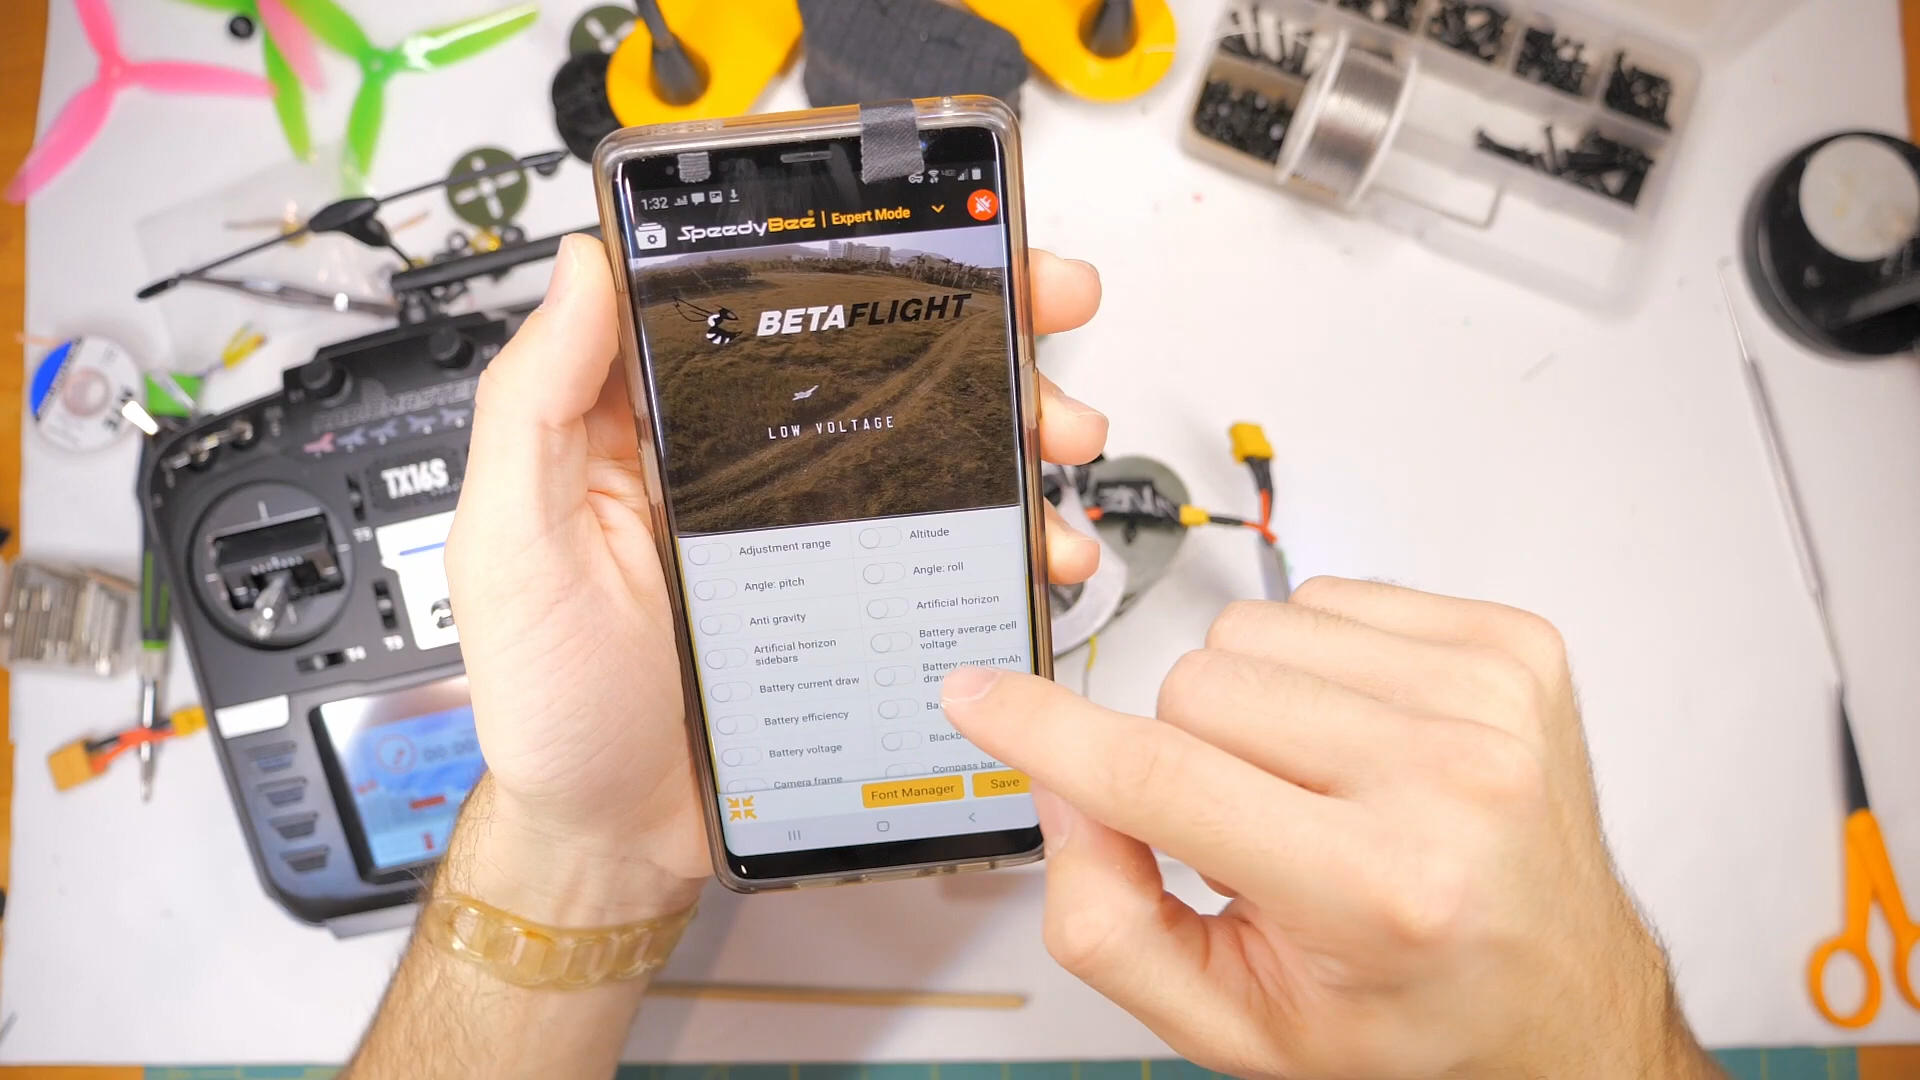 1:32
SpeedyBee | Expert Mode
BETAFLIGHT
LOW VOLTAGE
Adjustment range
Altitude
Angle: pitch
Angle: roll
Anti gravity
Artificial horizon
Artificial horizon
sidebars
Battery average cell
voltage
Battery current draw
Battery current mAh
Battery efficiency
Battery voltage
Camera frame
Compass bar
Font Manager
Save
TX16S
T4
T3